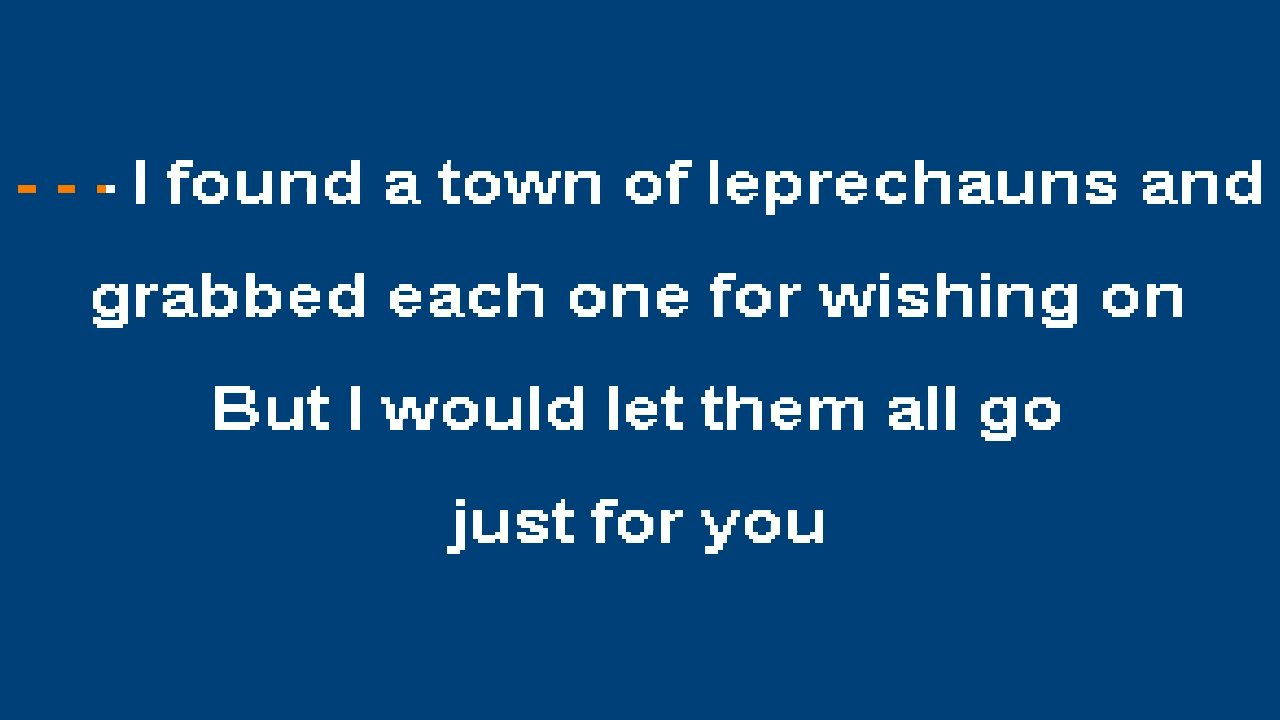 - - - I found a town of leprechauns and
grabbed each one for wishing on
But I would let them all go
just for you